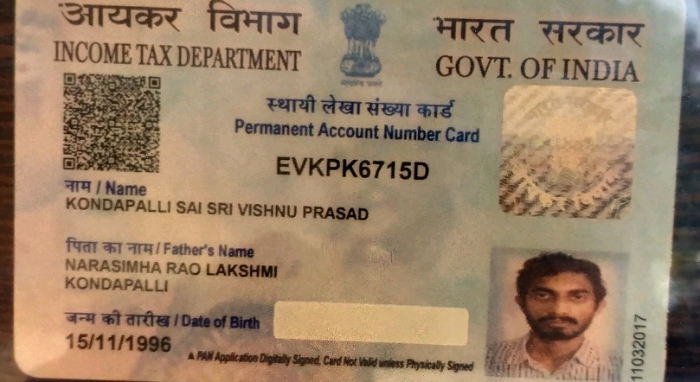 आयकर विभाग
INCOME TAX DEPARTMENT
भारत सरकार
GOVT. OF INDIA
स्थायी लेखा संख्या कार्ड
Permanent Account Number Card
EVKPK6715D
नाम / Name
KONDAPALLI SAI SRI VISHNU PRASAD
पिता का नाम / Father's Name
NARASIMHA RAO LAKSHMI
KONDAPALLI
जन्म की तारीख / Date of Birth
15/11/1996
PAN Application Digitally Signed, Card Not Valid unless Physically Signed
11032017